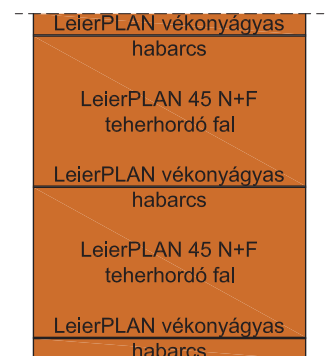 LeierPLAN vékonyágyas
habarcs
LeierPLAN 45 N+F
teherhordó fal
LeierPLAN vékonyágyas
habarcs
LeierPLAN 45 N+F
teherhordó fal
LeierPLAN vékonyágyas
habarcs